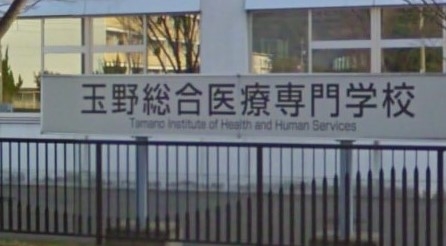 玉野総合医療専門学校
Tamano Institute of Health and Human Services